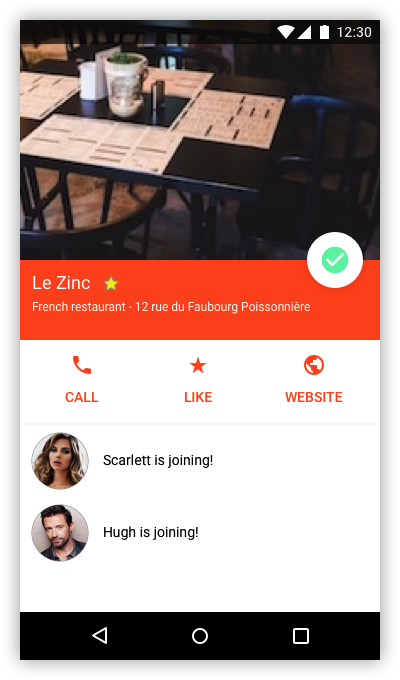 12:30
Le Zinc
French restaurant - 12 rue du Faubourg Poissonnière
CALL
LIKE
WEBSITE
Scarlett is joining!
Hugh is joining!